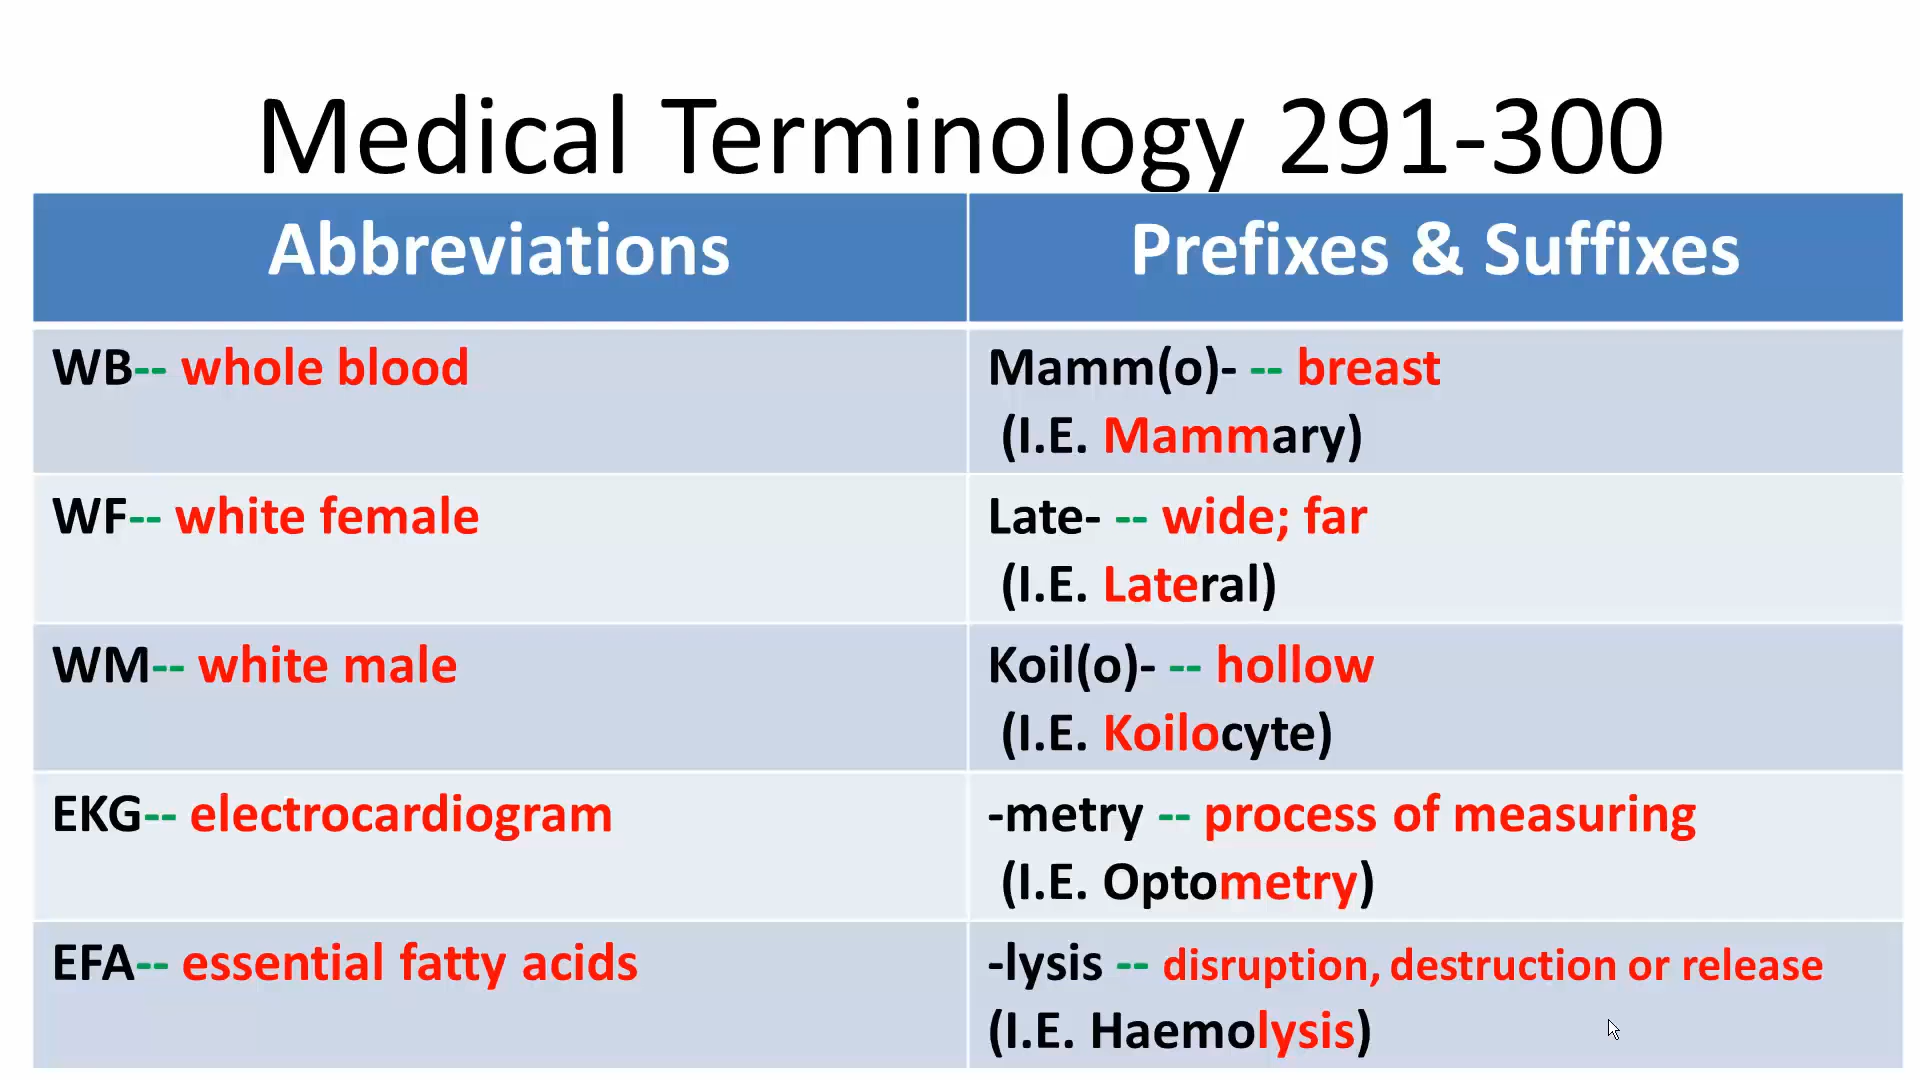 Medical Terminology 291-300
Abbreviations
Prefixes & Suffixes
WB-- whole blood
Mamm(o)- -- breast
(I.E. Mammary)
WF-- white female
Late- -- wide; far
(I.E. Lateral)
WM-- white male
Koil(o)- -- hollow
(I.E. Koilocyte)
EKG-- electrocardiogram
-metry -- process of measuring
(I.E. Optometry)
EFA-- essential fatty acids
-lysis -- disruption, destruction or release
(I.E. Haemolysis)